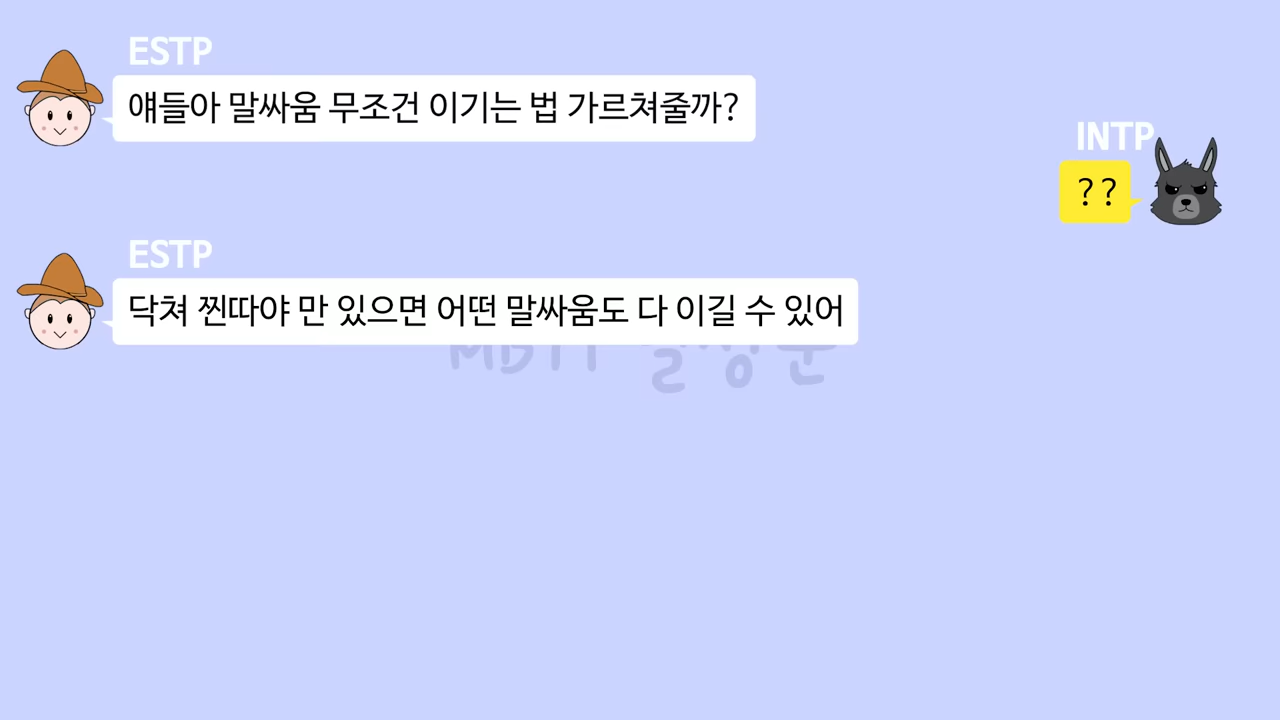 ESTP
얘들아 말싸움 무조건 이기는 법 가르쳐줄까?
INTP
??
ESTP
닥쳐 찐따야 만 있으면 어떤 말싸움도 다 이길 수 있어
MBTI